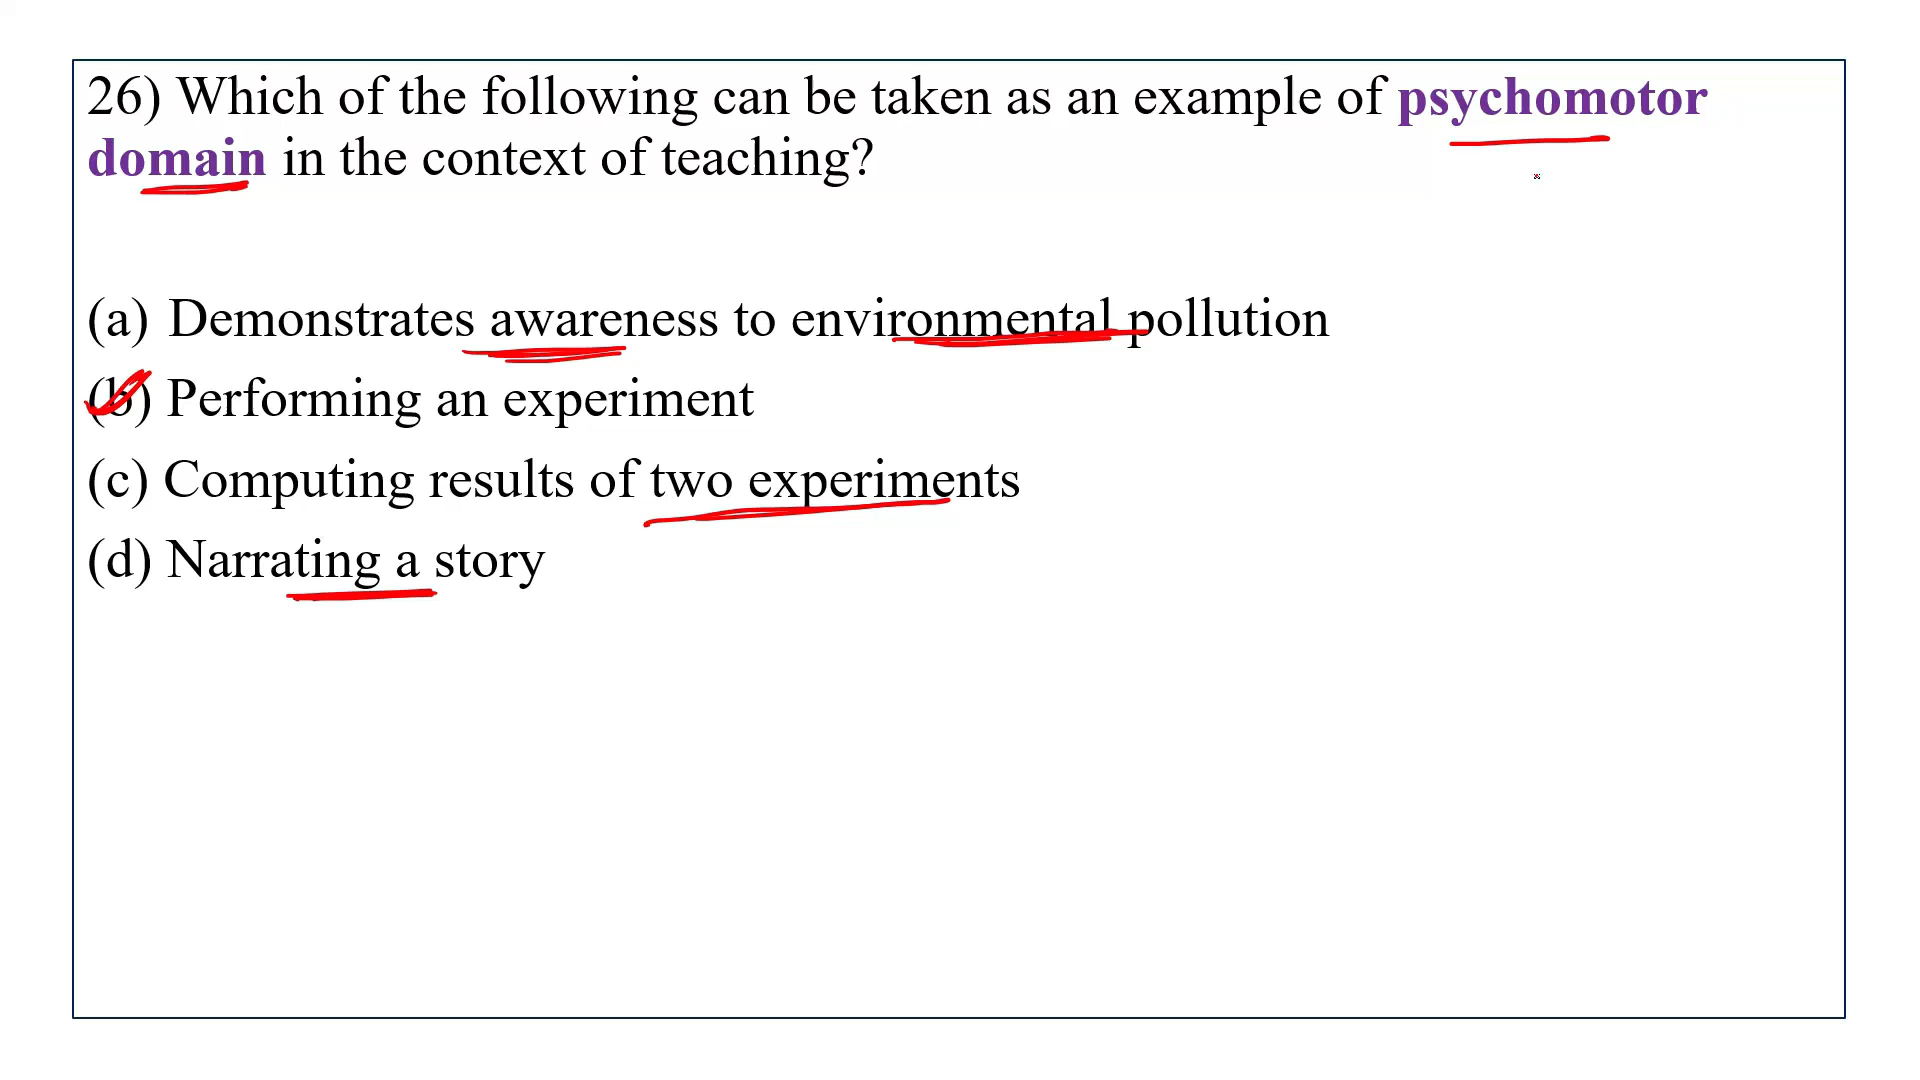 26) Which of the following can be taken as an example of psychomotor
domain in the context of teaching?
(a) Demonstrates awareness to environmental pollution
(b) Performing an experiment
(c) Computing results of two experiments
(d) Narrating a story